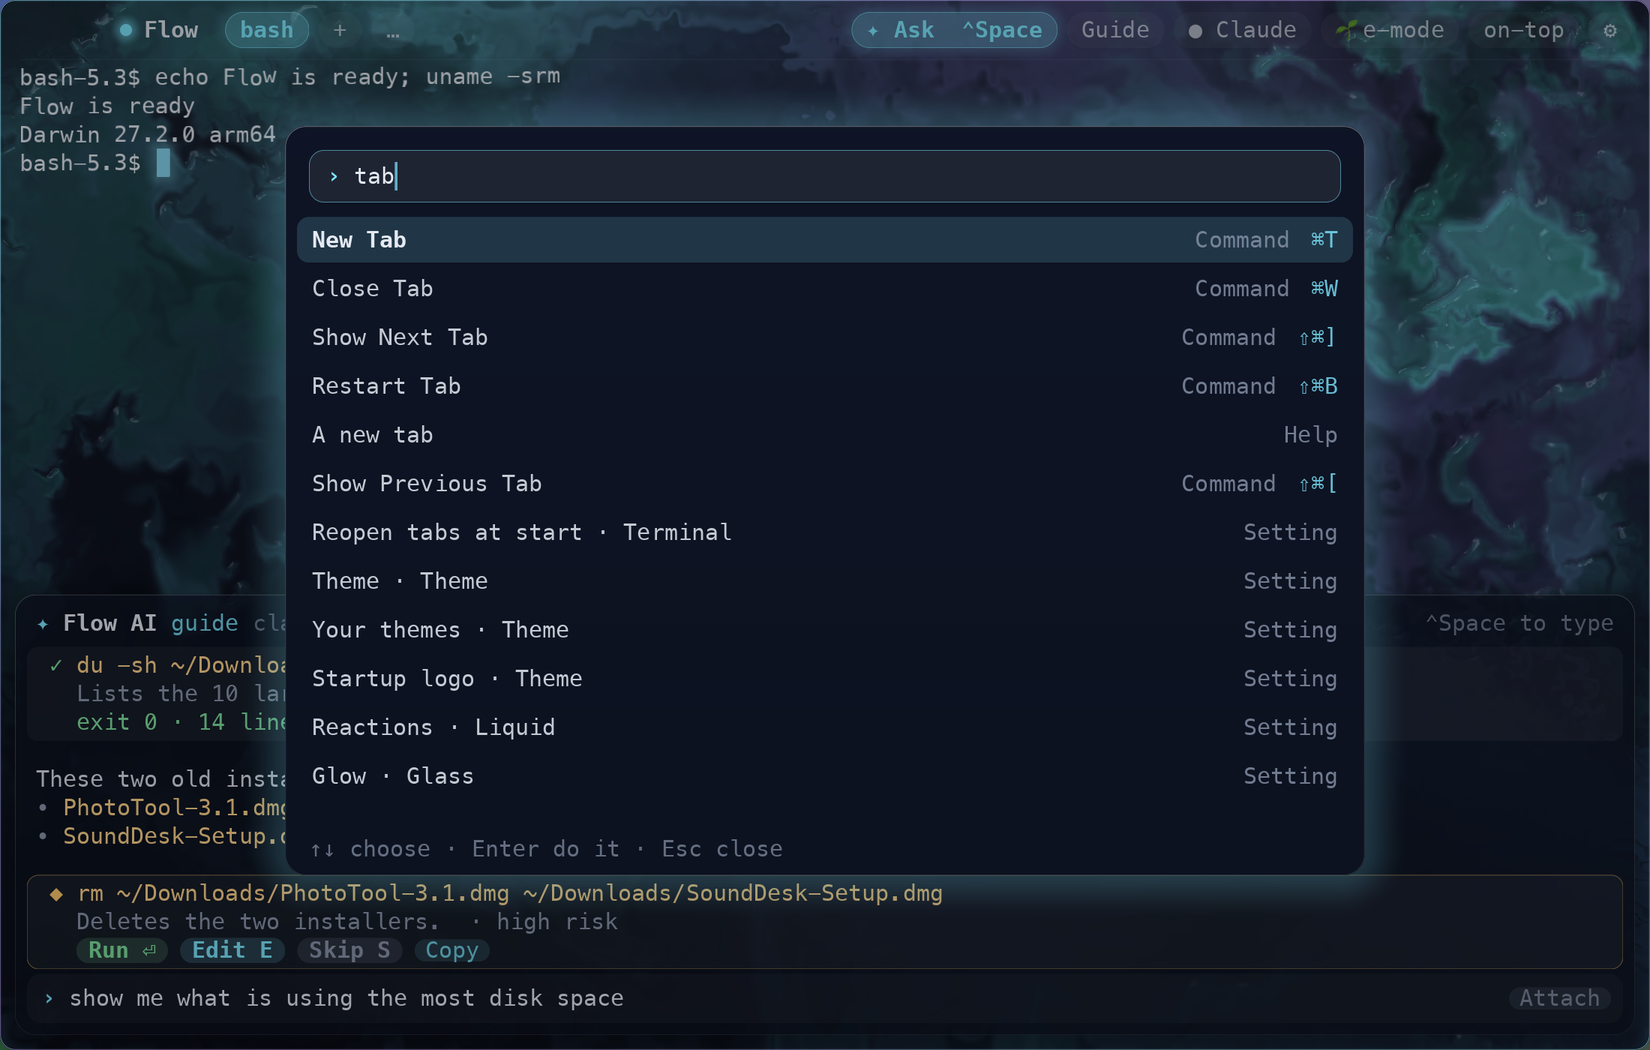 Flow bash + … ✦ Ask ^Space Guide ● Claude e-mode on-top ⚙
bash-5.3$ echo Flow is ready; uname -srm
Flow is ready
Darwin 27.2.0 arm64
bash-5.3$
› tab
New Tab Command ⌘T
Close Tab Command ⌘W
Show Next Tab Command ⇧⌘]
Restart Tab Command ⇧⌘B
A new tab Help
Show Previous Tab Command ⇧⌘[
Reopen tabs at start · Terminal Setting
Theme · Theme Setting
Your themes · Theme Setting
Startup logo · Theme Setting
Reactions · Liquid Setting
Glow · Glass Setting
↑↓ choose · Enter do it · Esc close
✦ Flow AI guide cla ^Space to type
✓ du -sh ~/Downloa
Lists the 10 lar
exit 0 · 14 line
These two old insta
• PhotoTool-3.1.dmg
• SoundDesk-Setup.d
◆ rm ~/Downloads/PhotoTool-3.1.dmg ~/Downloads/SoundDesk-Setup.dmg
Deletes the two installers. · high risk
Run ⏎ Edit E Skip S Copy
› show me what is using the most disk space Attach